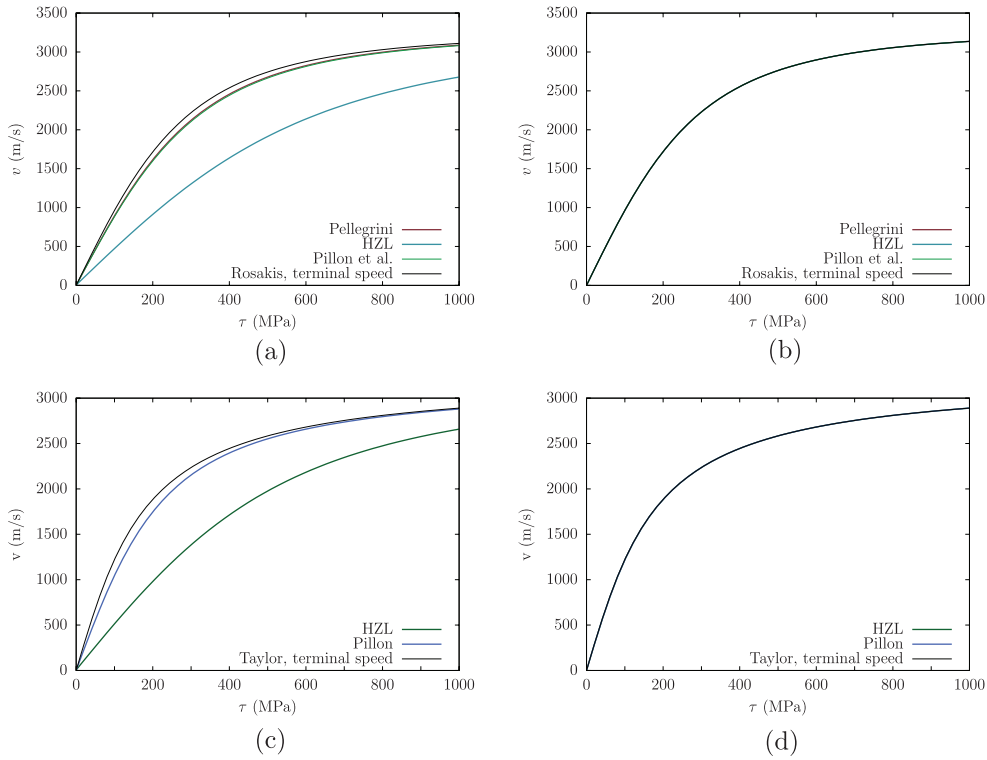 3500
3000
2500
2000
1500
1000
500
0
v (m/s)
Pellegrini
HZL
Pillon et al.
Rosakis, terminal speed
0 200 400 600 800 1000
τ (MPa)
(a)
3500
3000
2500
2000
1500
1000
500
0
v (m/s)
Pellegrini
HZL
Pillon et al.
Rosakis, terminal speed
0 200 400 600 800 1000
τ (MPa)
(b)
3000
2500
2000
1500
1000
500
0
v (m/s)
HZL
Pillon
Taylor, terminal speed
0 200 400 600 800 1000
τ (MPa)
(c)
3000
2500
2000
1500
1000
500
0
v (m/s)
HZL
Pillon
Taylor, terminal speed
0 200 400 600 800 1000
τ (MPa)
(d)